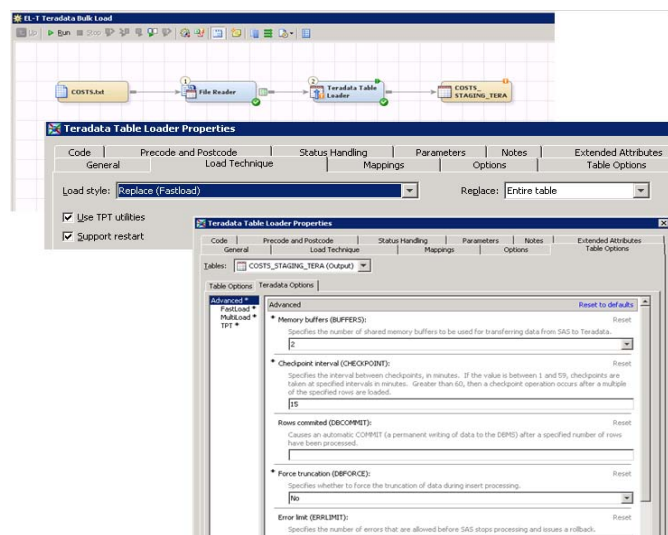 EL-T Teradata Bulk Load
Up Run Stop
COSTS.txt
1
File Reader
2
Teradata Table
Loader
COSTS_
STAGING_TERA
Teradata Table Loader Properties
Code Precode and Postcode Status Handling Parameters Notes Extended Attributes
General Load Technique Mappings Options Table Options
Load style: Replace (Fastload) Replace: Entire table
Use TPT utilities
Support restart
Teradata Table Loader Properties
Code Precode and Postcode Status Handling Parameters Notes Extended Attributes
General Load Technique Mappings Options Table Options
Tables: COSTS_STAGING_TERA (Output)
Table Options Teradata Options
Advanced *
FastLoad *
MultiLoad *
TPT *
Advanced Reset to defaults
* Memory buffers (BUFFERS): Reset
Specifies the number of shared memory buffers to be used for transferring data from SAS to Teradata.
2
* Checkpoint interval (CHECKPOINT): Reset
Specifies the interval between checkpoints, in minutes. If the value is between 1 and 59, checkpoints are
taken at specified intervals in minutes. Greater than 60, then a checkpoint operation occurs after a multiple
of the specified rows are loaded.
15
Rows commited (DBCOMMIT): Reset
Causes an automatic COMMIT (a permanent writing of data to the DBMS) after a specified number of rows
have been processed.
* Force truncation (DBFORCE): Reset
Specifies whether to force the truncation of data during insert processing.
No
Error limit (ERRLIMIT): Reset
Specifies the number of errors that are allowed before SAS stops processing and issues a rollback.